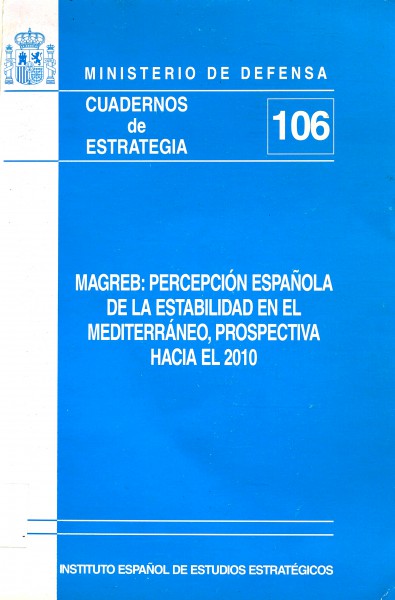 MINISTERIO DE DEFENSA
CUADERNOS
de
ESTRATEGIA
106
MAGREB: PERCEPCIÓN ESPAÑOLA
DE LA ESTABILIDAD EN EL
MEDITERRÁNEO, PROSPECTIVA
HACIA EL 2010
INSTITUTO ESPAÑOL DE ESTUDIOS ESTRATÉGICOS